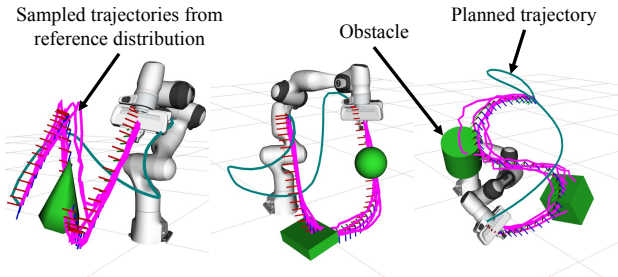 Sampled trajectories from
reference distribution
Obstacle
Planned trajectory